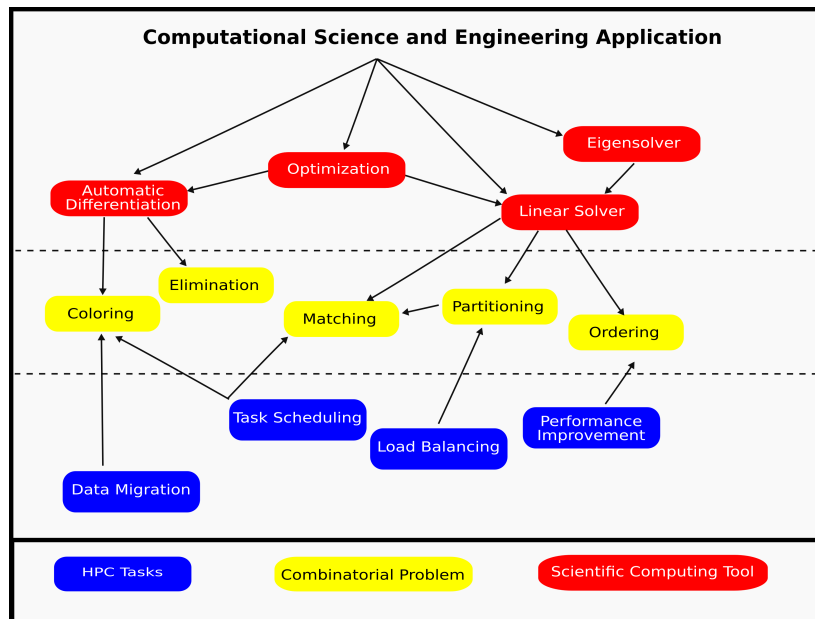 Computational Science and Engineering Application
Eigensolver
Optimization
Automatic
Differentiation
Linear Solver
Elimination
Coloring
Matching
Partitioning
Ordering
Task Scheduling
Load Balancing
Performance
Improvement
Data Migration
HPC Tasks
Combinatorial Problem
Scientific Computing Tool